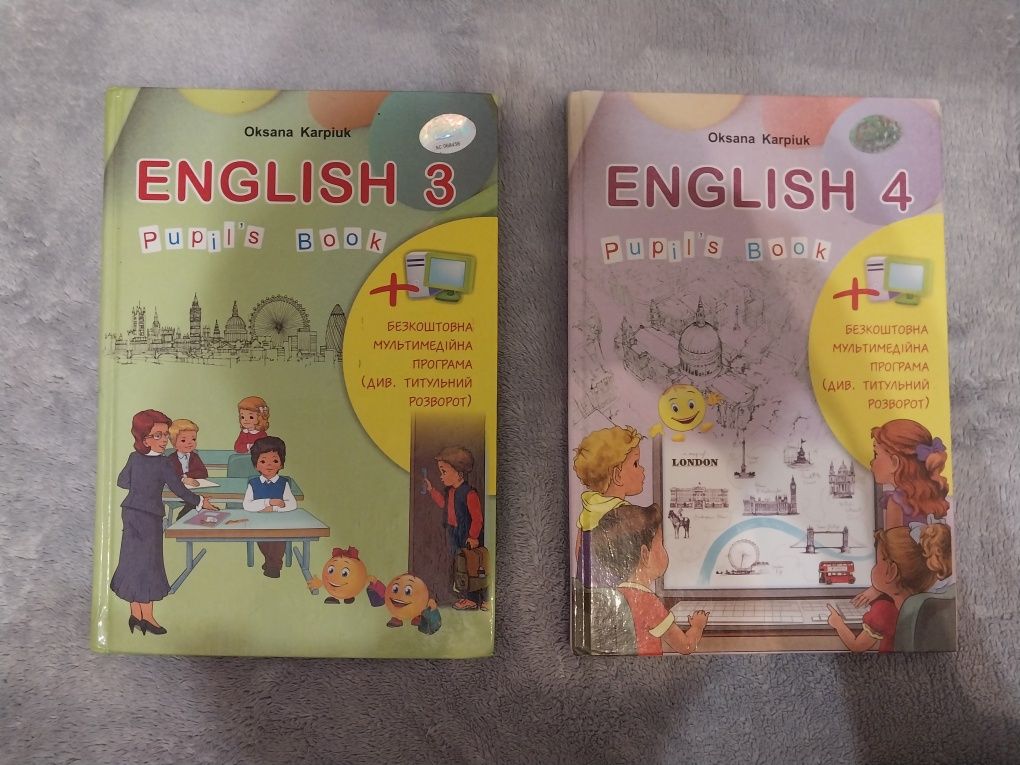 Oksana Karpiuk
ENGLISH 3
Pupil's Book
БЕЗКОШТОВНА
МУЛЬТИМЕДІЙНА
ПРОГРАМА
(ДИВ. ТИТУЛЬНИЙ
РОЗВОРОТ)
Oksana Karpiuk
ENGLISH 4
Pupil's Book
БЕЗКОШТОВНА
МУЛЬТИМЕДІЙНА
ПРОГРАМА
(ДИВ. ТИТУЛЬНИЙ
РОЗВОРОТ)
LONDON